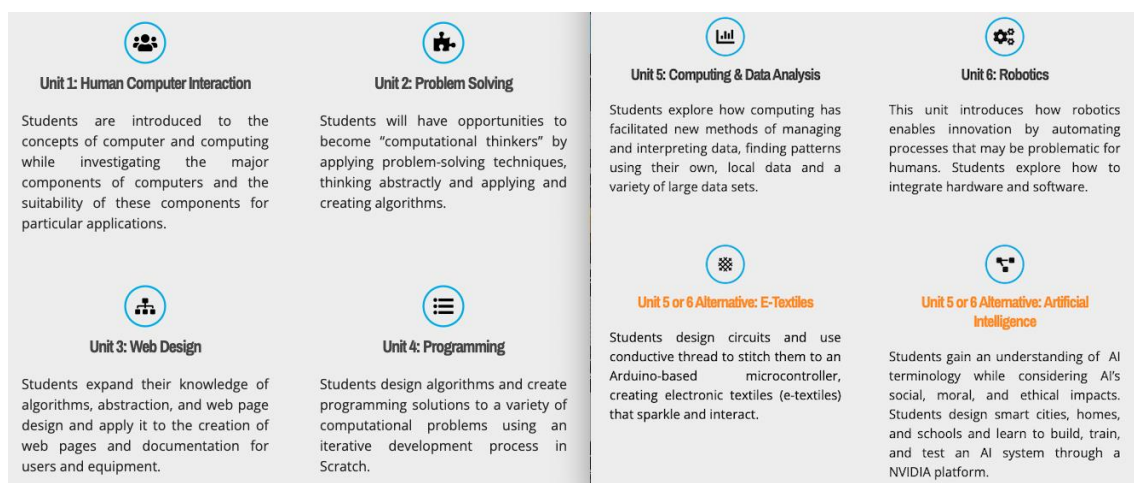 Unit 1: Human Computer Interaction
Students are introduced to the
concepts of computer and computing
while investigating the major
components of computers and the
suitability of these components for
particular applications.
Unit 2: Problem Solving
Students will have opportunities to
become “computational thinkers” by
applying problem-solving techniques,
thinking abstractly and applying and
creating algorithms.
Unit 3: Web Design
Students expand their knowledge of
algorithms, abstraction, and web page
design and apply it to the creation of
web pages and documentation for
users and equipment.
Unit 4: Programming
Students design algorithms and create
programming solutions to a variety of
computational problems using an
iterative development process in
Scratch.
Unit 5: Computing & Data Analysis
Students explore how computing has
facilitated new methods of managing
and interpreting data, finding patterns
using their own, local data and a
variety of large data sets.
Unit 6: Robotics
This unit introduces how robotics
enables innovation by automating
processes that may be problematic for
humans. Students explore how to
integrate hardware and software.
Unit 5 or 6 Alternative: E-Textiles
Students design circuits and use
conductive thread to stitch them to an
Arduino-based microcontroller,
creating electronic textiles (e-textiles)
that sparkle and interact.
Unit 5 or 6 Alternative: Artificial
Intelligence
Students gain an understanding of AI
terminology while considering AI’s
social, moral, and ethical impacts.
Students design smart cities, homes,
and schools and learn to build, train,
and test an AI system through a
NVIDIA platform.